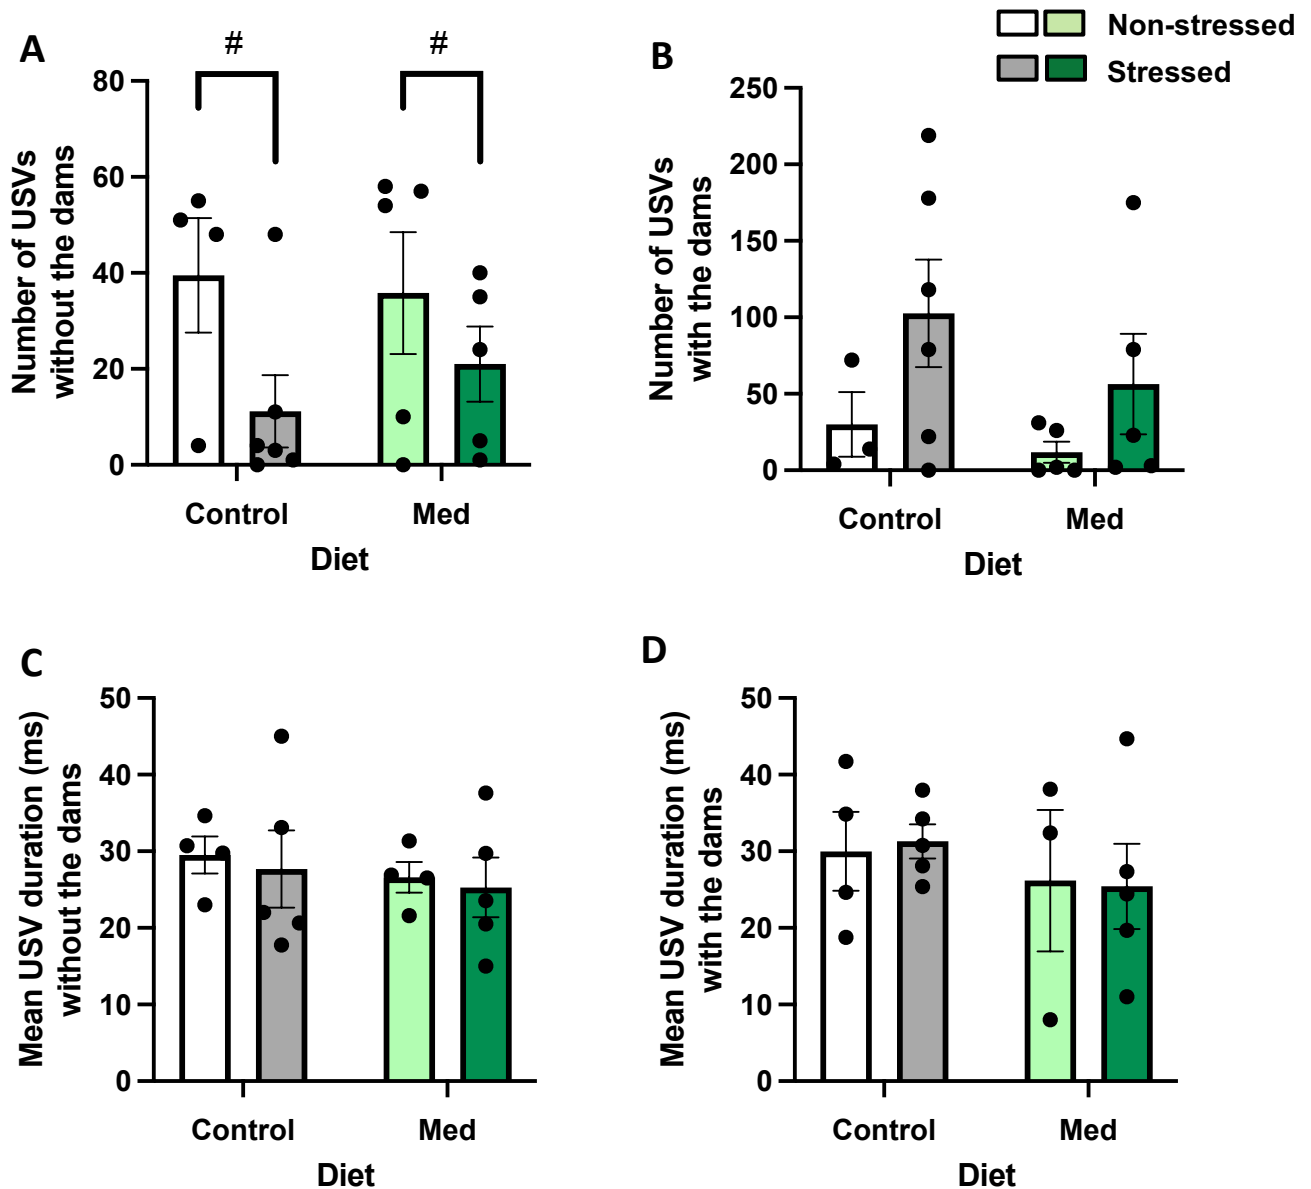 A
#
#
80
60
40
20
0
Number of USVs
without the dams
Control
Med
Diet
B
Non-stressed
Stressed
250
200
150
100
50
0
Number of USVs
with the dams
Control
Med
Diet
C
50
40
30
20
10
0
Mean USV duration (ms)
without the dams
Control
Med
Diet
D
50
40
30
20
10
0
Mean USV duration (ms)
with the dams
Control
Med
Diet